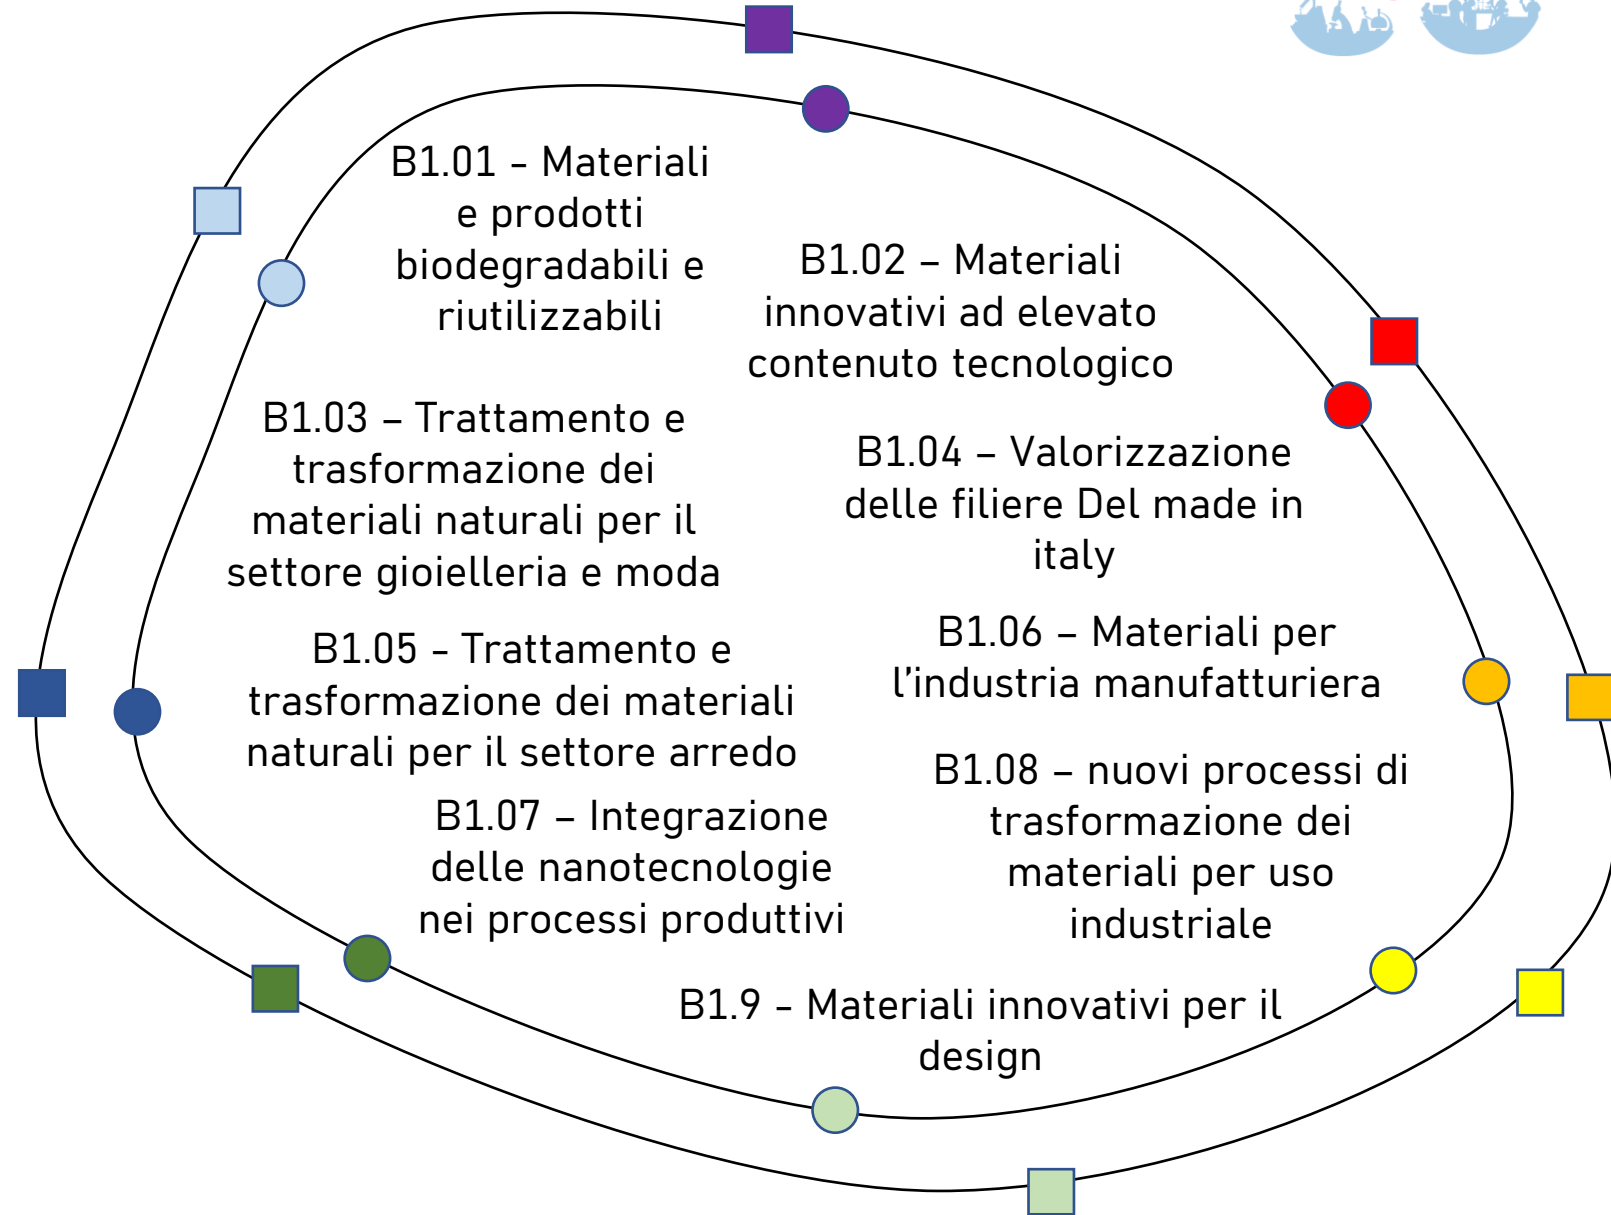 B1.01 - Materiali
e prodotti
biodegradabili e
riutilizzabili
B1.02 – Materiali
innovativi ad elevato
contenuto tecnologico
B1.03 – Trattamento e
trasformazione dei
materiali naturali per il
settore gioielleria e moda
B1.04 – Valorizzazione
delle filiere Del made in
italy
B1.05 - Trattamento e
trasformazione dei materiali
naturali per il settore arredo
B1.06 – Materiali per
l’industria manufatturiera
B1.07 – Integrazione
delle nanotecnologie
nei processi produttivi
B1.08 – nuovi processi di
trasformazione dei
materiali per uso
industriale
B1.9 - Materiali innovativi per il
design